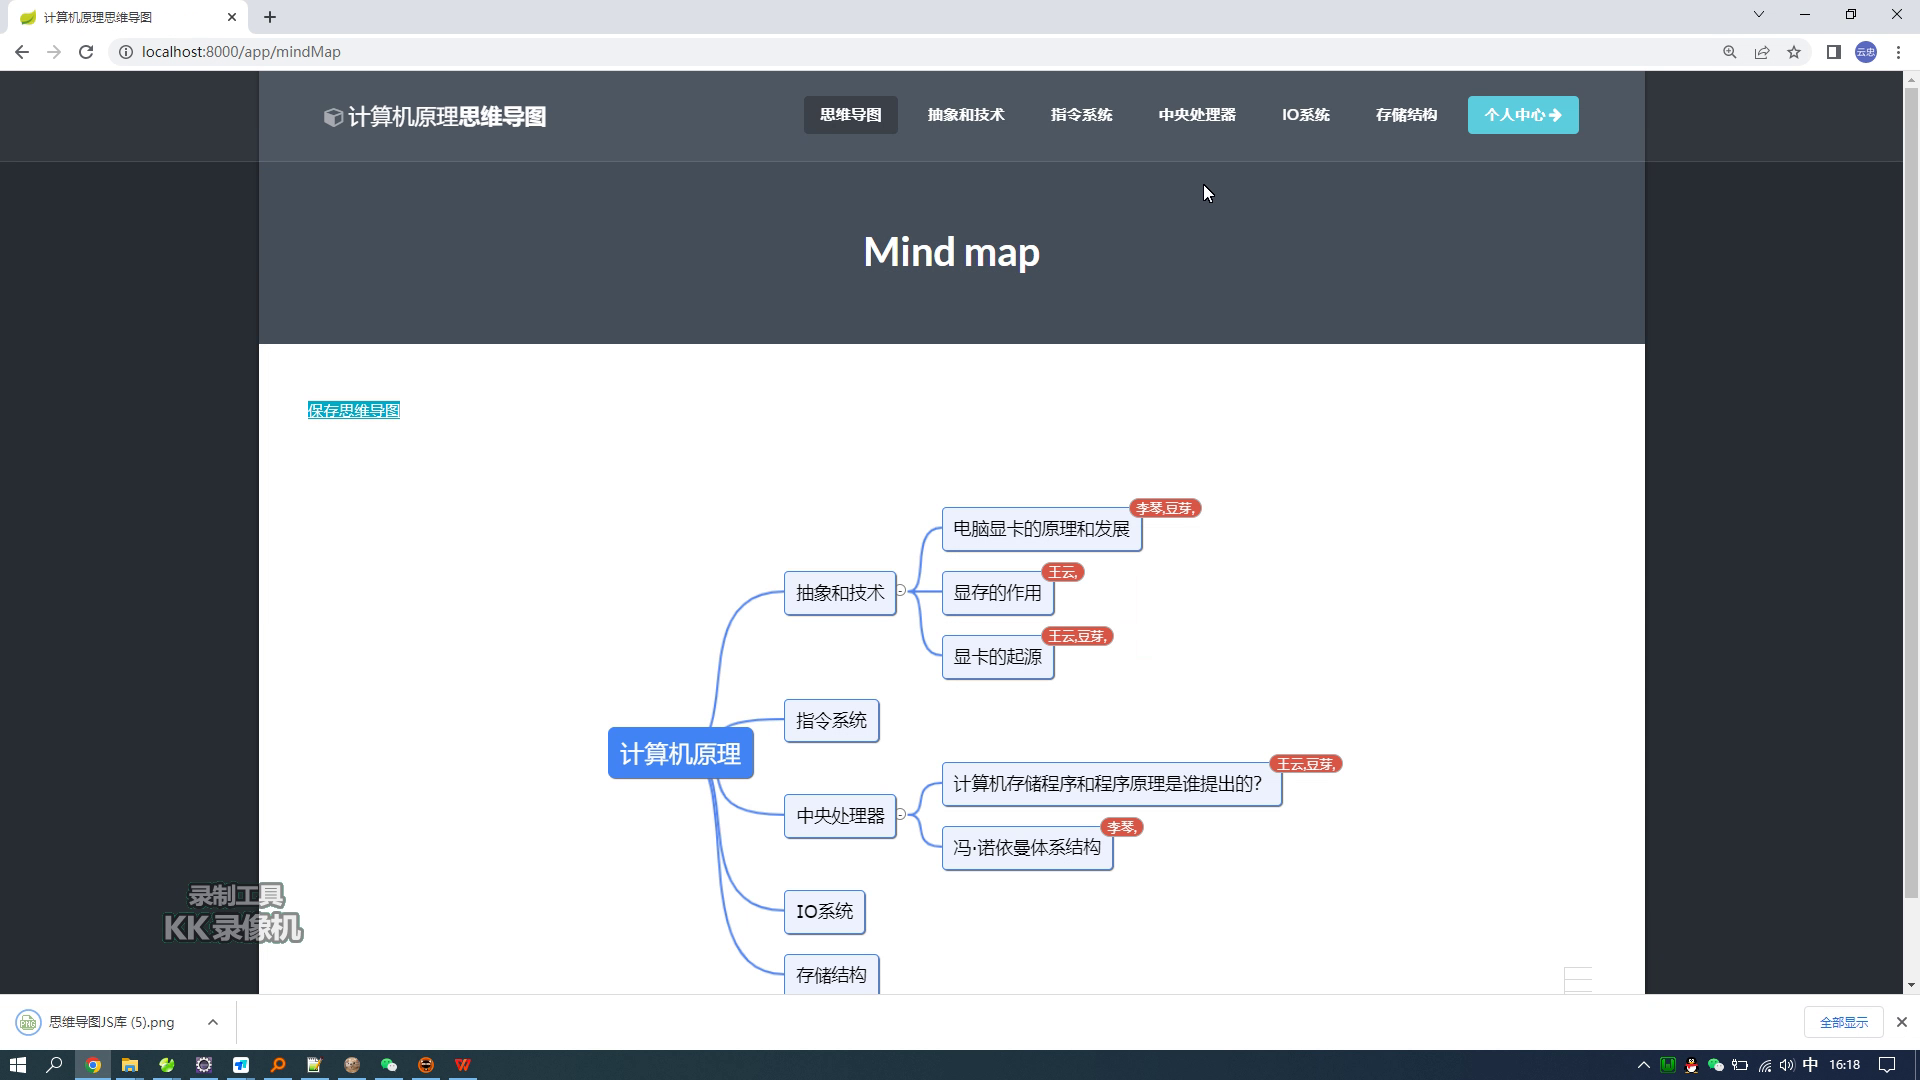 计算机原理思维导图
localhost:8000/app/mindMap
云忠
计算机原理思维导图
思维导图
抽象和技术
指令系统
中央处理器
IO系统
存储结构
个人中心
Mind map
保存思维导图
李琴,豆芽,
电脑显卡的原理和发展
王云,
抽象和技术
显存的作用
王云,豆芽,
显卡的起源
指令系统
计算机原理
王云,豆芽,
计算机存储程序和程序原理是谁提出的?
中央处理器
李琴,
冯·诺依曼体系结构
IO系统
存储结构
录制工具
KK录像机
思维导图JS库 (5).png
全部显示
中
16:18